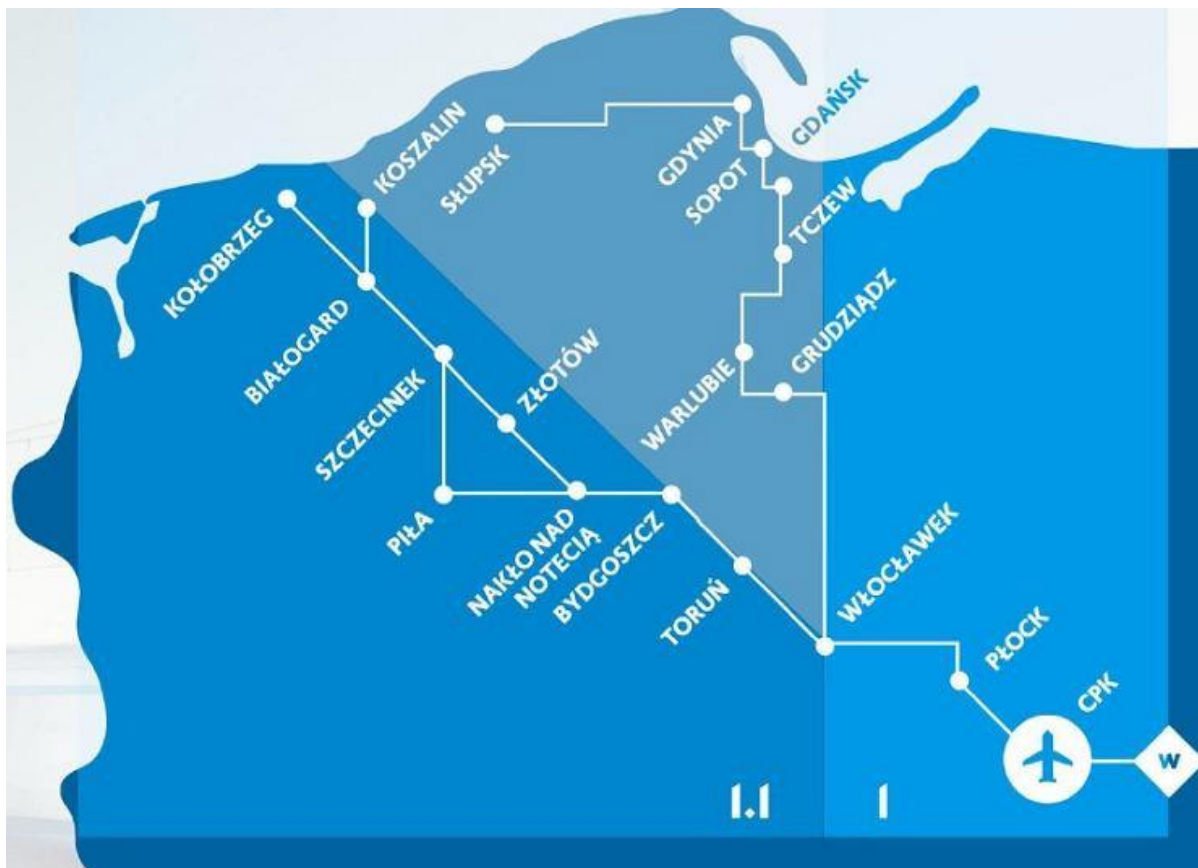 GDAŃSK
KOSZALIN
SŁUPSK
GDYNIA
SOPOT
TCZEW
KOŁOBRZEG
BIAŁOGARD
SZCZECINEK
ZŁOTÓW
WARLUBIE
GRUDZIĄDZ
PIŁA
NAKŁO NAD
NOTECIĄ
BYDGOSZCZ
TORUŃ
WŁOCŁAWEK
PŁOCK
CPK
W
1.1
1